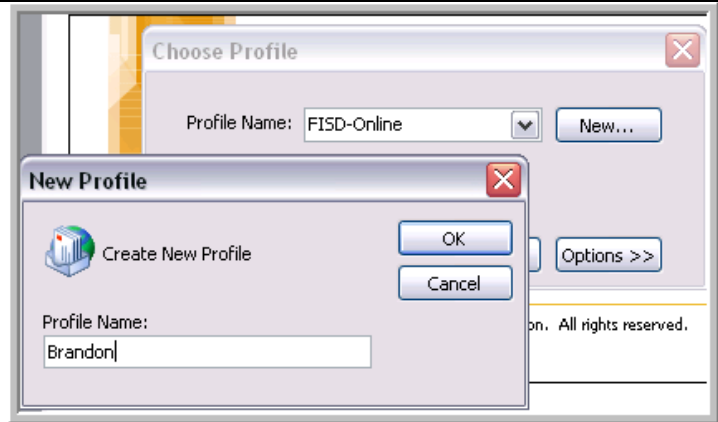 Choose Profile
Profile Name: FISD-Online New...
New Profile
Create New Profile
OK
Cancel
Options >>
Profile Name:
Brandon
All rights reserved.